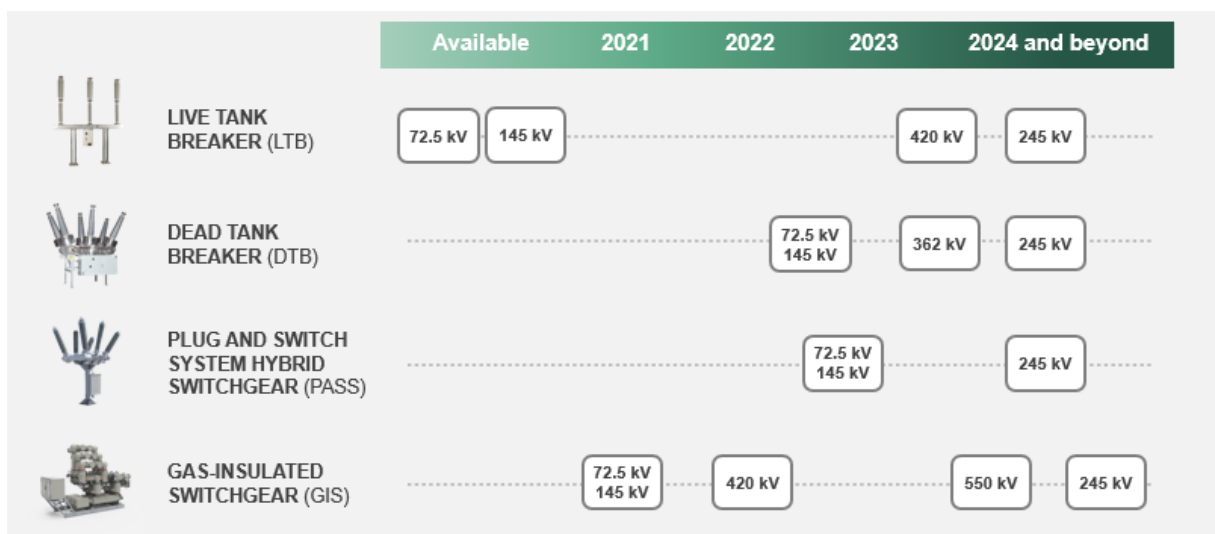 Available 2021 2022 2023 2024 and beyond
LIVE TANK
BREAKER (LTB)
72.5 kV 145 kV 420 kV 245 kV
DEAD TANK
BREAKER (DTB)
72.5 kV
145 kV
362 kV 245 kV
PLUG AND SWITCH
SYSTEM HYBRID
SWITCHGEAR (PASS)
72.5 kV
145 kV
245 kV
GAS-INSULATED
SWITCHGEAR (GIS)
72.5 kV
145 kV
420 kV 550 kV 245 kV